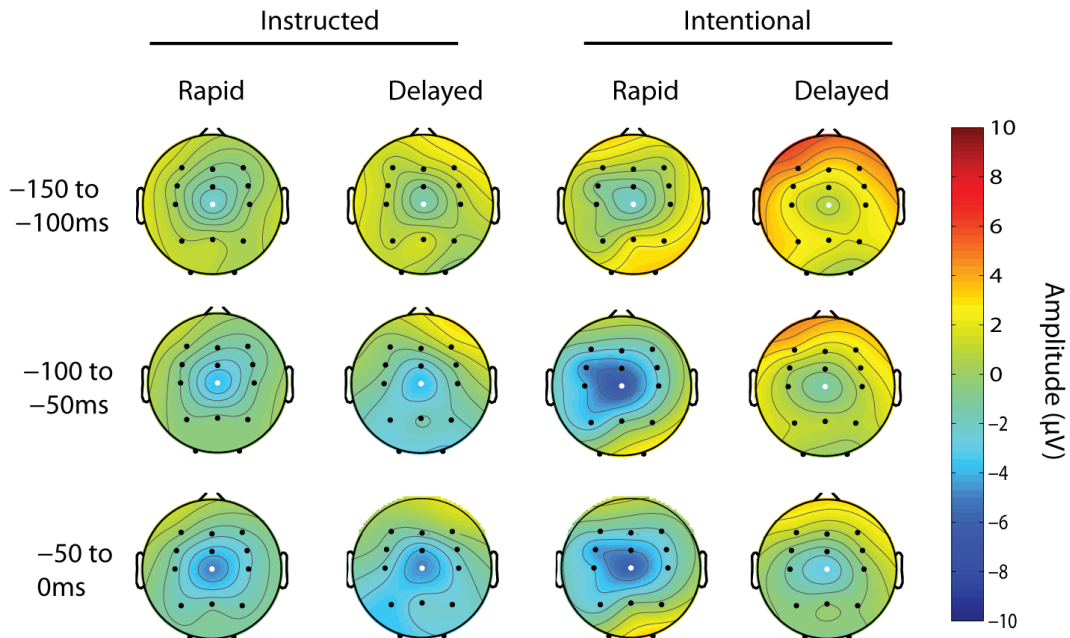 Instructed Intentional
Rapid Delayed Rapid Delayed
−150 to
−100ms
−100 to
−50ms
−50 to
0ms
10
8
6
4
2
0
−2
−4
−6
−8
−10
Amplitude (μV)